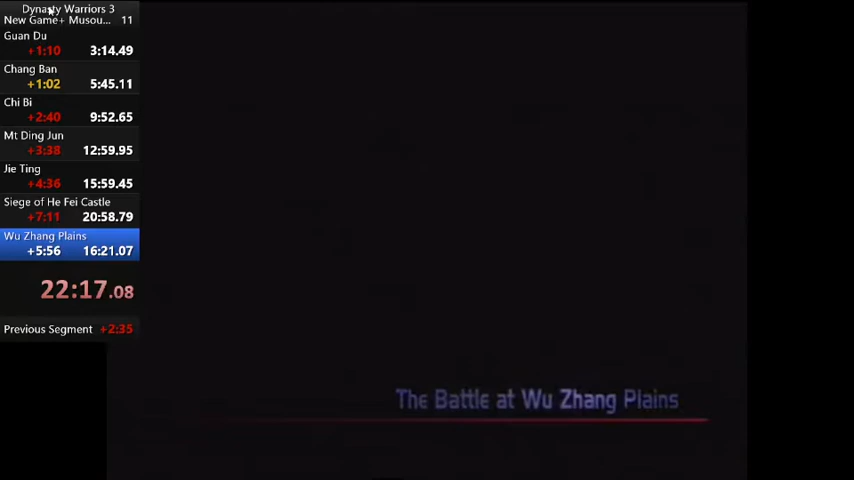 Dynasty Warriors 3
New Game+ Musou... 11
Guan Du
+1:10 3:14.49
Chang Ban
+1:02 5:45.11
Chi Bi
+2:40 9:52.65
Mt Ding Jun
+3:38 12:59.95
Jie Ting
+4:36 15:59.45
Siege of He Fei Castle
+7:11 20:58.79
Wu Zhang Plains
+5:56 16:21.07
22:17.08
Previous Segment +2:35
The Battle at Wu Zhang Plains